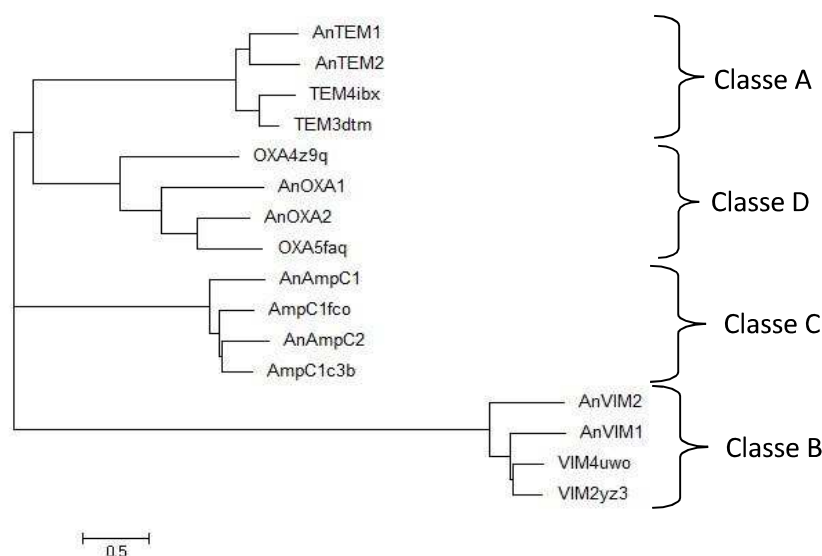 AnTEM1
AnTEM2
TEM4ibx
TEM3dtm
Classe A
OXA4z9q
AnOXA1
AnOXA2
OXA5faq
Classe D
AnAmpC1
AmpC1fco
AnAmpC2
AmpC1c3b
Classe C
AnVIM2
AnVIM1
VIM4uwo
VIM2yz3
Classe B
0.5